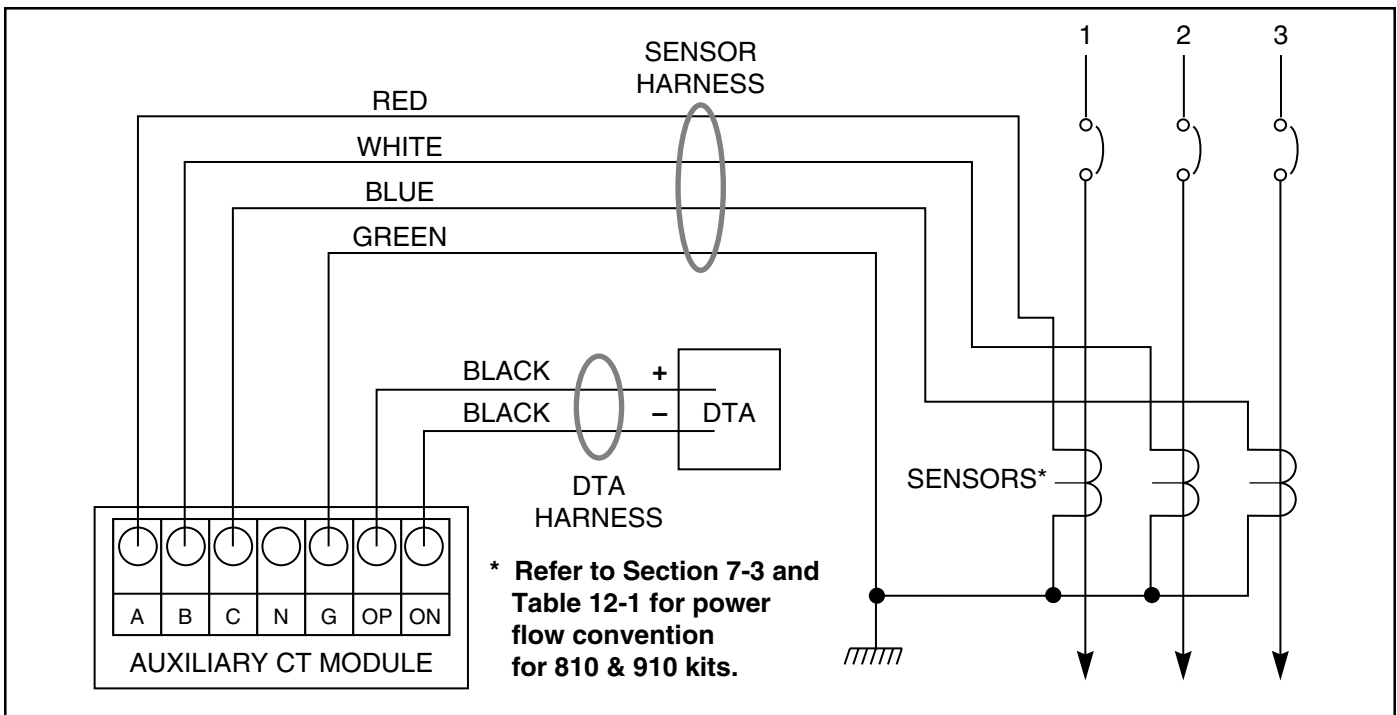 SENSOR
HARNESS
1 2 3
RED
WHITE
BLUE
GREEN
BLACK +
BLACK –
DTA
DTA
HARNESS
SENSORS*
A B C N G OP ON
AUXILIARY CT MODULE
* Refer to Section 7-3 and
Table 12-1 for power
flow convention
for 810 & 910 kits.